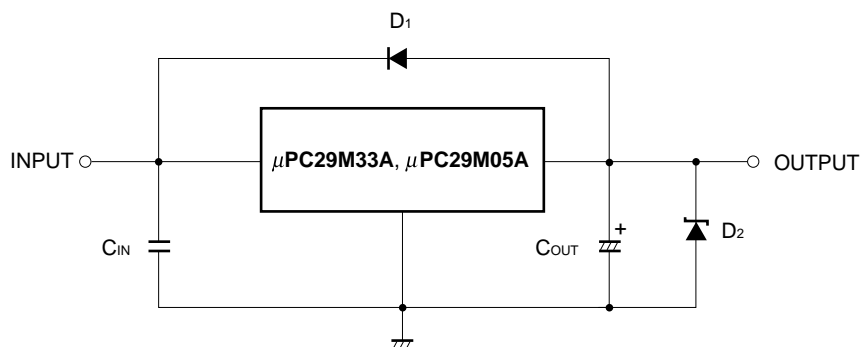 D1
INPUT
μPC29M33A, μPC29M05A
OUTPUT
CIN
COUT
+
D2